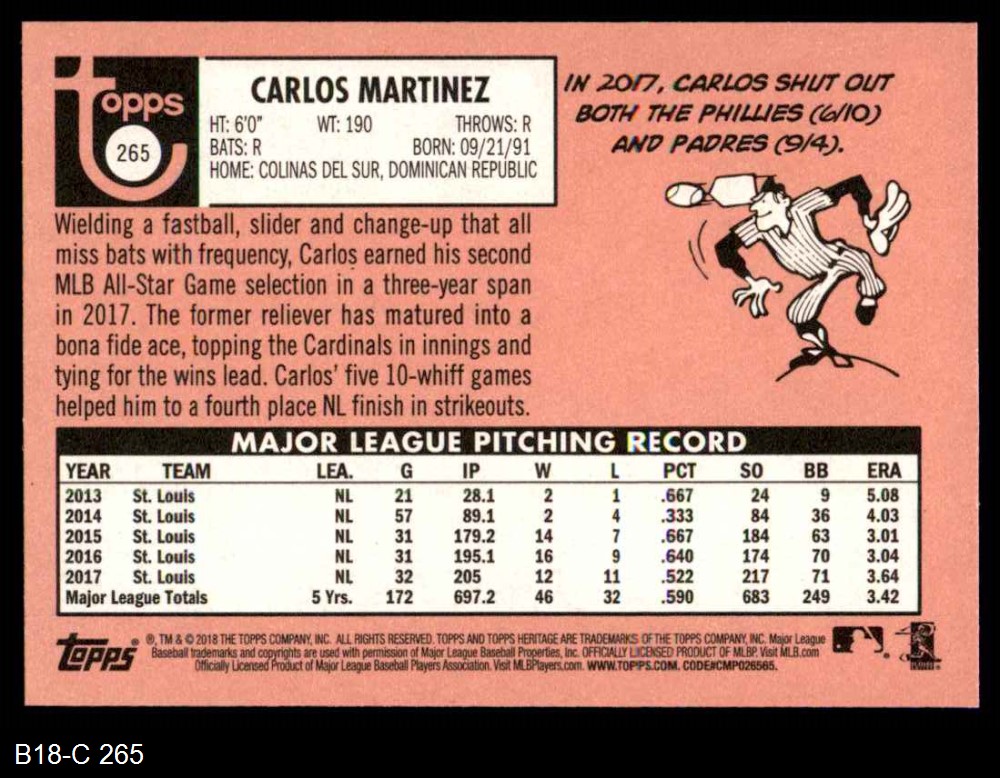 topps
265
CARLOS MARTINEZ
HT: 6'0" WT: 190 THROWS: R
BATS: R BORN: 09/21/91
HOME: COLINAS DEL SUR, DOMINICAN REPUBLIC
IN 2017, CARLOS SHUT OUT
BOTH THE PHILLIES (6/10)
AND PADRES (9/4).
Wielding a fastball, slider and change-up that all
miss bats with frequency, Carlos earned his second
MLB All-Star Game selection in a three-year span
in 2017. The former reliever has matured into a
bona fide ace, topping the Cardinals in innings and
tying for the wins lead. Carlos' five 10-whiff games
helped him to a fourth place NL finish in strikeouts.
MAJOR LEAGUE PITCHING RECORD
YEAR TEAM LEA. G IP W L PCT SO BB ERA
2013 St. Louis NL 21 28.1 2 1 .667 24 9 5.08
2014 St. Louis NL 57 89.1 2 4 .333 84 36 4.03
2015 St. Louis NL 31 179.2 14 7 .667 184 63 3.01
2016 St. Louis NL 31 195.1 16 9 .640 174 70 3.04
2017 St. Louis NL 32 205 12 11 .522 217 71 3.64
Major League Totals 5 Yrs. 172 697.2 46 32 .590 683 249 3.42
Topps ®
®, TM & © 2018 THE TOPPS COMPANY, INC. ALL RIGHTS RESERVED. TOPPS AND TOPPS HERITAGE ARE TRADEMARKS OF THE TOPPS COMPANY, INC. Major League
Baseball trademarks and copyrights are used with permission of Major League Baseball Properties, Inc. OFFICIALLY LICENSED PRODUCT OF MLBP. Visit MLB.com
Officially Licensed Product of Major League Baseball Players Association. Visit MLBPlayers.com. WWW.TOPPS.COM. CODE#CMP026565.
B18-C 265